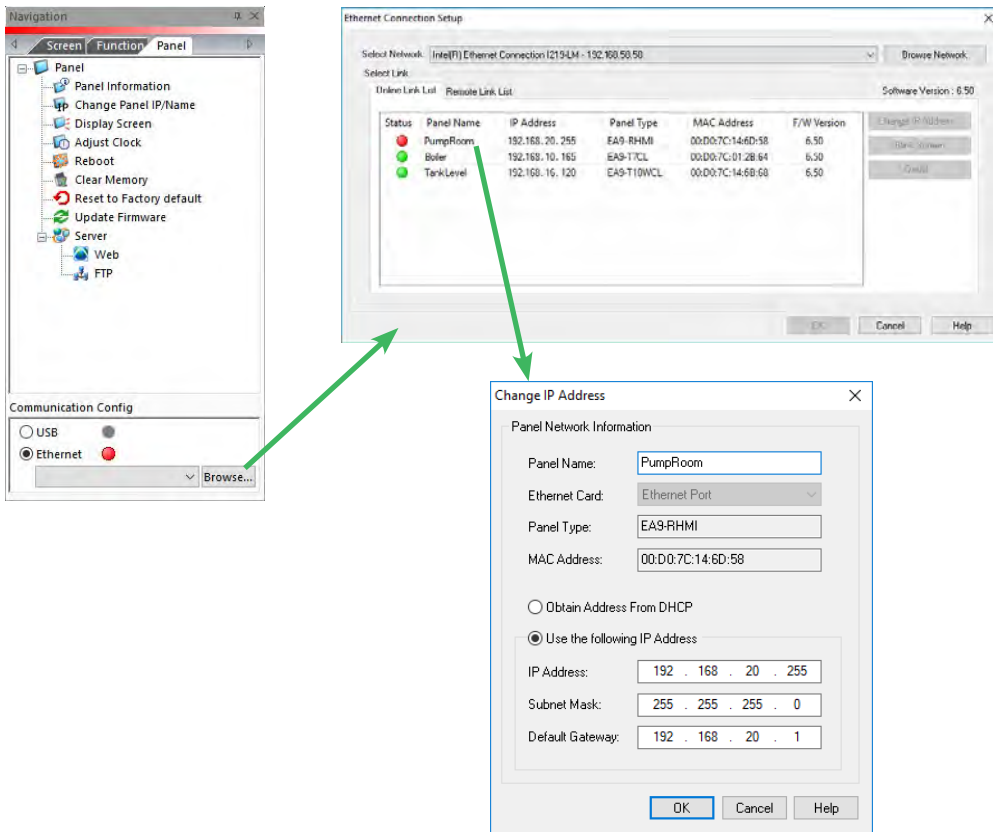 Navigation
Screen Function Panel
Panel
Panel Information
Change Panel IP/Name
Display Screen
Adjust Clock
Reboot
Clear Memory
Reset to Factory default
Update Firmware
Server
Web
FTP
Communication Config
USB
Ethernet
Browse...
Ethernet Connection Setup
Select Network Intel(R) Ethernet Connection I219-LM - 192.168.58.58 Browse Network
Select Link
Online Link List Remote Link List Software Version : 6.50
Status Panel Name IP Address Panel Type MAC Address F/W Version
PumpRoom 192.168.20.255 EA9-RHMI 00:D0:7C:14:6D:58 6.50
Boiler 192.168.10.165 EA9-T7CL 00:D0:7C:01:2B:64 6.50
TankLevel 192.168.16.120 EA9-T10WCL 00:D0:7C:14:6B:68 6.50
Change IP Address
OK Cancel Help
Change IP Address
Panel Network Information
Panel Name: PumpRoom
Ethernet Card: Ethernet Port
Panel Type: EA9-RHMI
MAC Address: 00:D0:7C:14:6D:58
Obtain Address From DHCP
Use the following IP Address
IP Address: 192 . 168 . 20 . 255
Subnet Mask: 255 . 255 . 255 . 0
Default Gateway: 192 . 168 . 20 . 1
OK Cancel Help